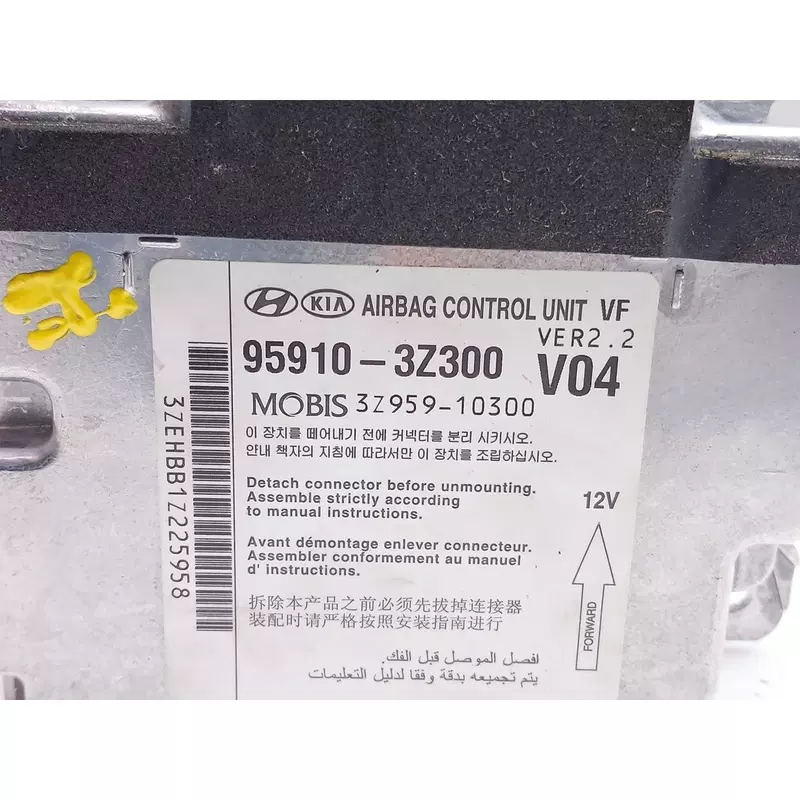 KIA AIRBAG CONTROL UNIT VF
VER2.2
95910-3Z300 V04
MOBIS 3Z959-10300
이 장치를 떼어내기 전에 커넥터를 분리 시키시오.
안내 책자의 지침에 따라서만 이 장치를 조립하십시오.
Detach connector before unmounting.
Assemble strictly according
to manual instructions.
12V
Avant démontage enlever connecteur.
Assembler conformement au manuel
d' instructions.
FORWARD
拆除本产品之前必须先拔掉连接器
装配时请严格按照安装指南进行
افصل الموصل قبل الفك.
يتم تجميعه بدقة وفقا لدليل التعليمات
3ZEHBB1Z225958